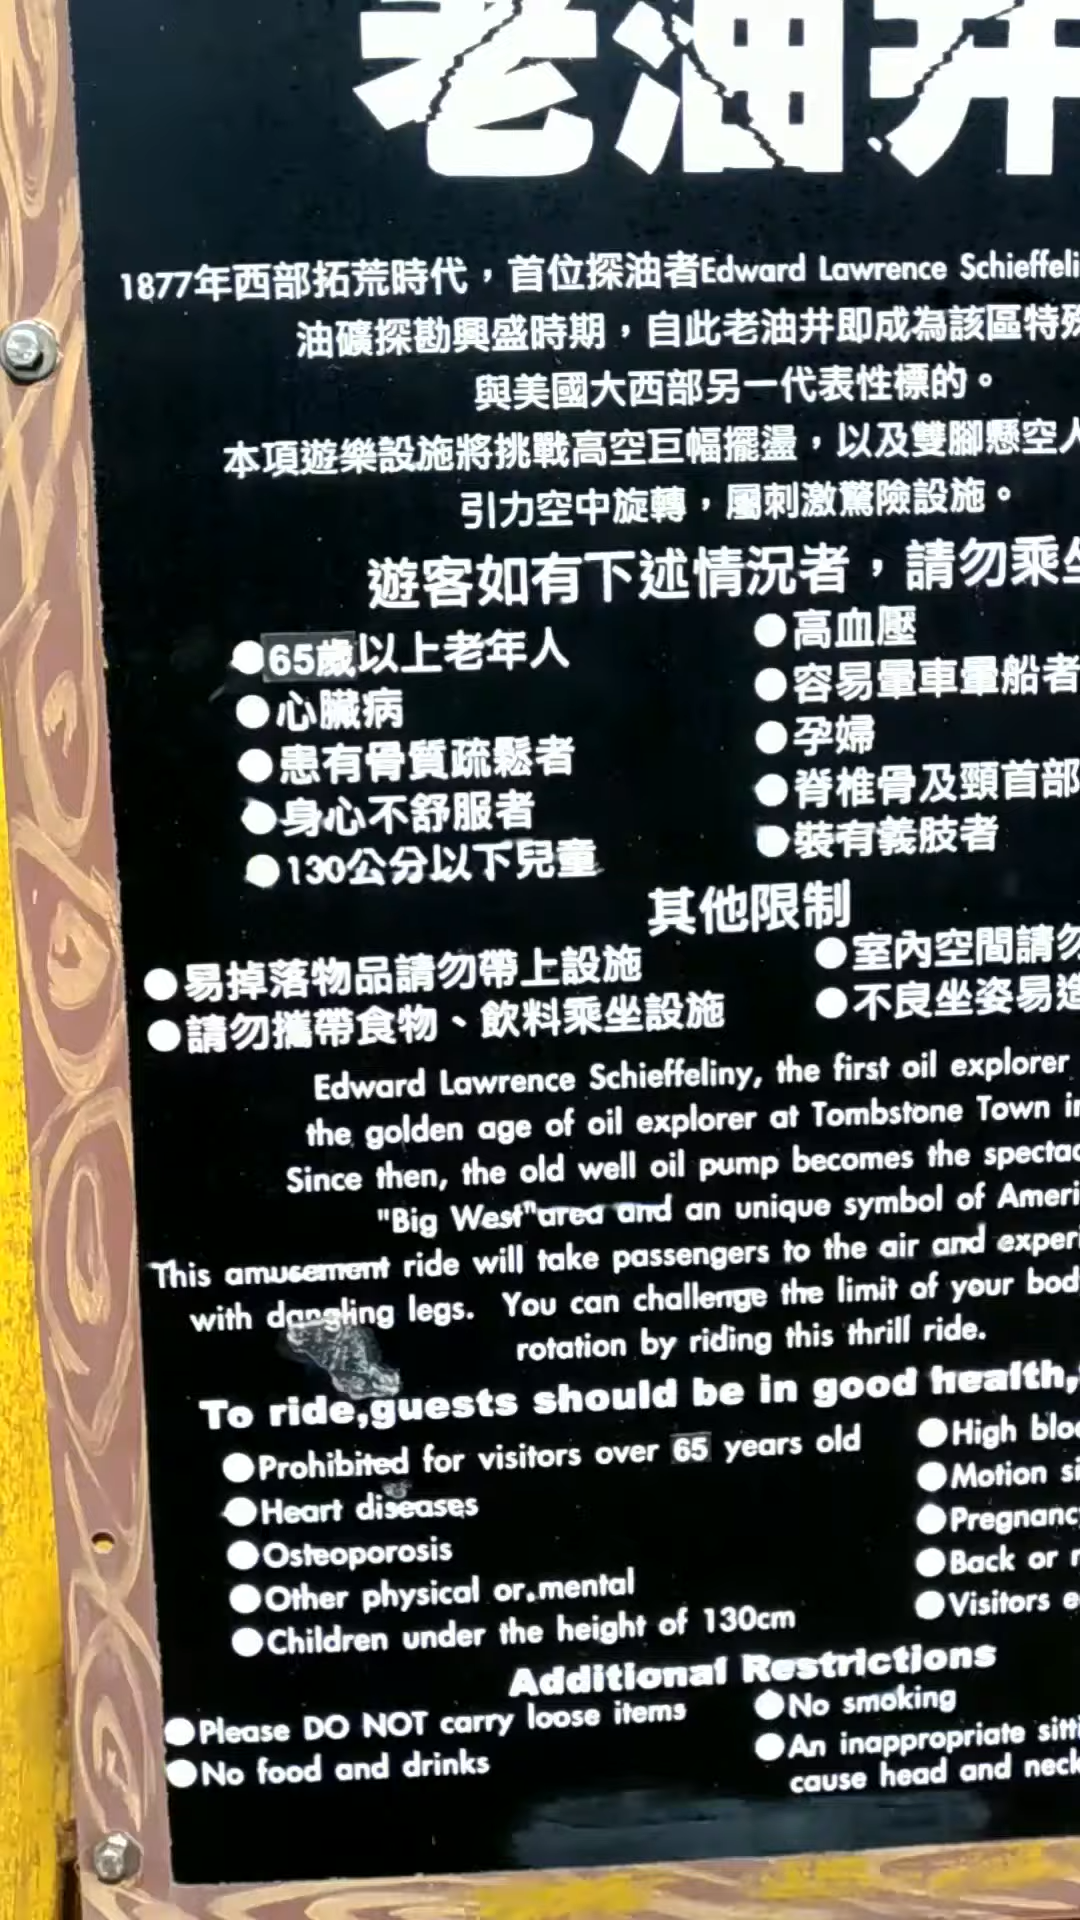 老油井
1877年西部拓荒時代，首位探油者Edward Lawrence Schieffeli
油礦探勘興盛時期，自此老油井即成為該區特殊
與美國大西部另一代表性標的。
本項遊樂設施將挑戰高空巨幅擺盪，以及雙腳懸空人
引力空中旋轉，屬刺激驚險設施。
遊客如有下述情況者，請勿乘坐
●65歲以上老年人
●高血壓
●心臟病
●容易暈車暈船者
●患有骨質疏鬆者
●孕婦
●身心不舒服者
●脊椎骨及頸首部
●130公分以下兒童
●裝有義肢者
其他限制
●易掉落物品請勿帶上設施
●室內空間請勿
●請勿攜帶食物、飲料乘坐設施
●不良坐姿易造
Edward Lawrence Schieffeliny, the first oil explorer
the golden age of oil explorer at Tombstone Town in
Since then, the old well oil pump becomes the spectac
"Big West"area and an unique symbol of Ameri
This amusement ride will take passengers to the air and experi
with dangling legs. You can challenge the limit of your bod
rotation by riding this thrill ride.
To ride,guests should be in good health,
●Prohibited for visitors over 65 years old
●High bloo
●Heart diseases
●Motion si
●Osteoporosis
●Pregnancy
●Other physical or.mental
●Back or n
●Children under the height of 130cm
●Visitors e
Additional Restrictions
●Please DO NOT carry loose items
●No smoking
●No food and drinks
●An inappropriate sitti
cause head and neck